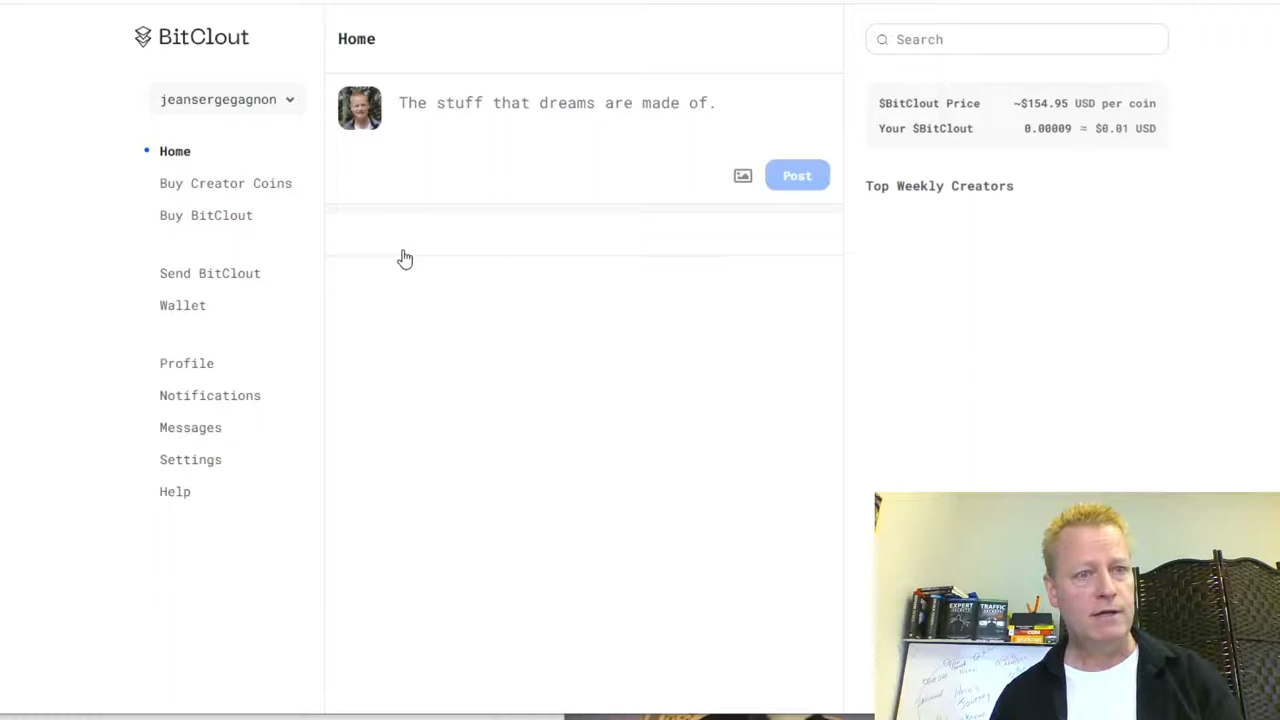 BitClout
jeansergegagnon
Home
Buy Creator Coins
Buy BitClout
Send BitClout
Wallet
Profile
Notifications
Messages
Settings
Help
Home
The stuff that dreams are made of.
Post
Search
$BitClout Price ~$154.95 USD per coin
Your $BitClout 0.00009 ≈ $0.01 USD
Top Weekly Creators
EXPERT
SECRETS
TRAFFIC
SECRETS